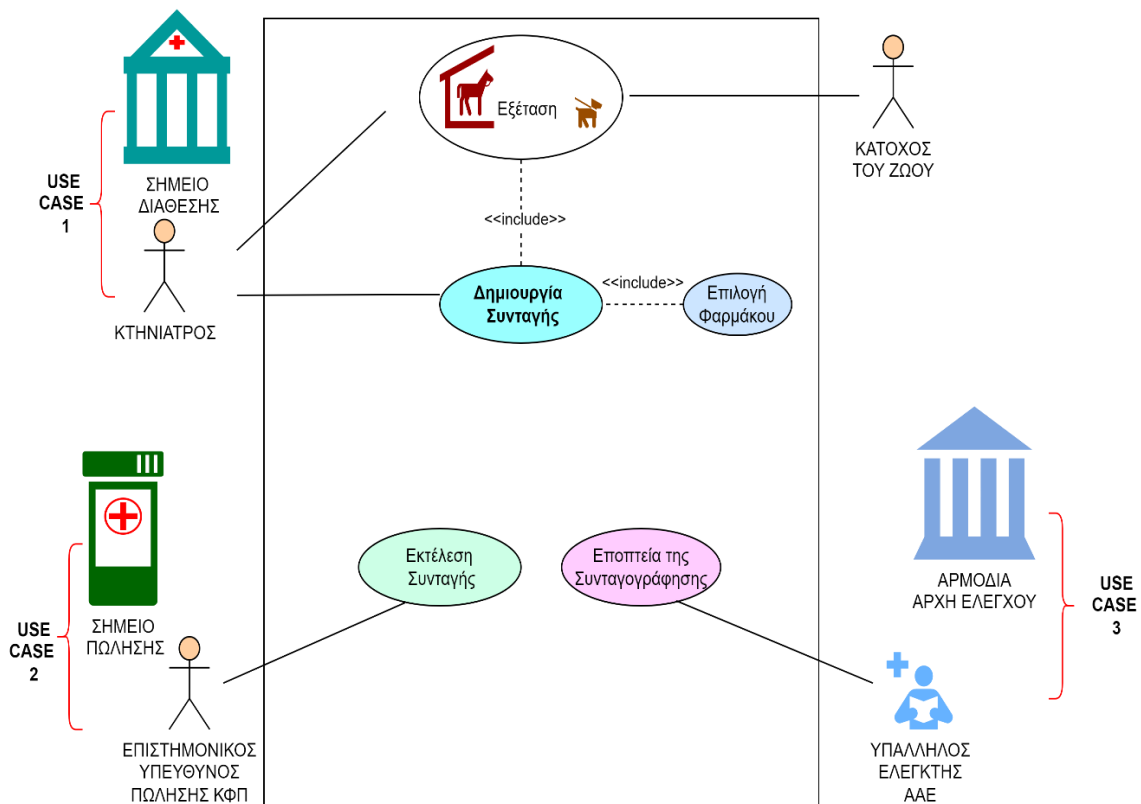 Εξέταση
ΚΑΤΟΧΟΣ
ΤΟΥ ΖΩΟΥ
USE
CASE
1
ΣΗΜΕΙΟ
ΔΙΑΘΕΣΗΣ
<<include>>
ΚΤΗΝΙΑΤΡΟΣ
Δημιουργία
Συνταγής
<<include>>
Επιλογή
Φαρμάκου
Εκτέλεση
Συνταγής
Εποπτεία της
Συνταγογράφησης
ΑΡΜΟΔΙΑ
ΑΡΧΗ ΕΛΕΓΧΟΥ
USE
CASE
3
USE
CASE
2
ΣΗΜΕΙΟ
ΠΩΛΗΣΗΣ
ΕΠΙΣΤΗΜΟΝΙΚΟΣ
ΥΠΕΥΘΥΝΟΣ
ΠΩΛΗΣΗΣ ΚΦΠ
ΥΠΑΛΛΗΛΟΣ
ΕΛΕΓΚΤΗΣ
ΑΑΕ